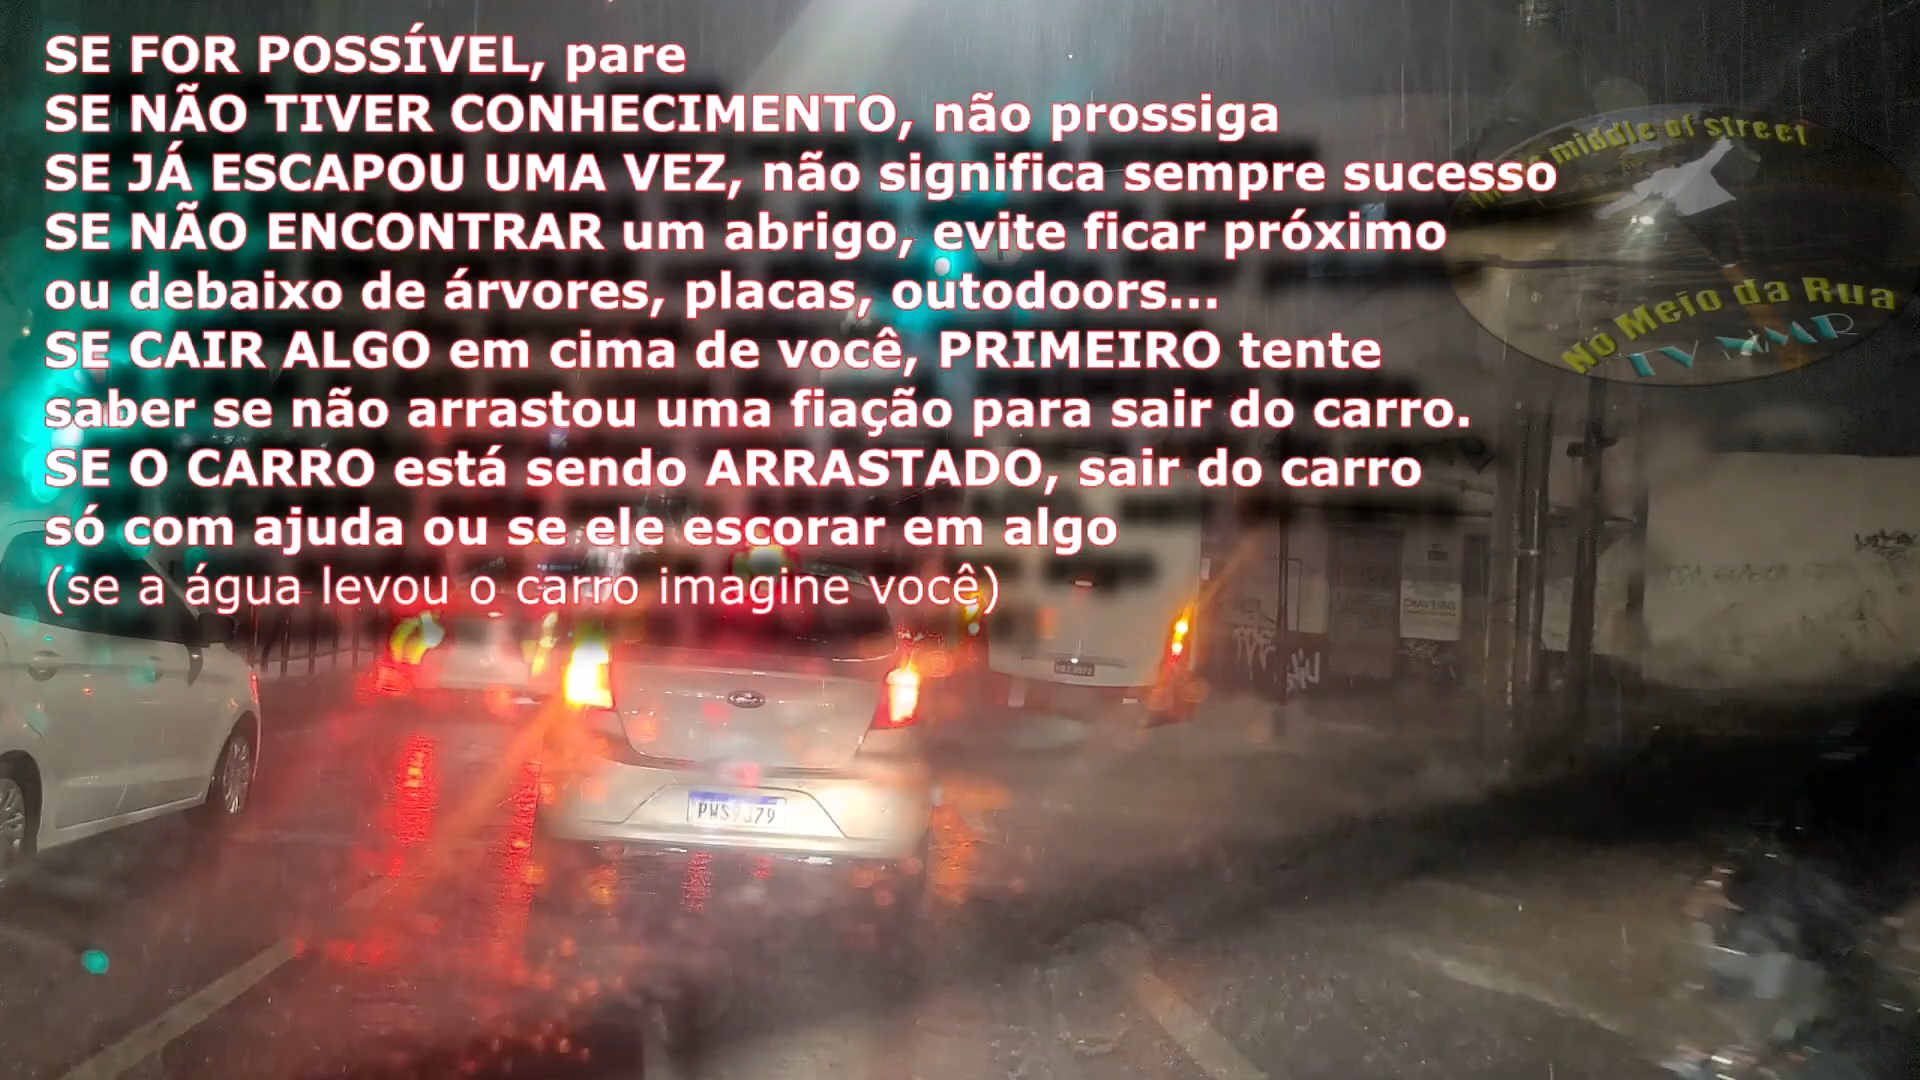 SE FOR POSSÍVEL, pare
SE NÃO TIVER CONHECIMENTO, não prossiga
SE JÁ ESCAPOU UMA VEZ, não significa sempre sucesso
SE NÃO ENCONTRAR um abrigo, evite ficar próximo
ou debaixo de árvores, placas, outodoors...
SE CAIR ALGO em cima de você, PRIMEIRO tente
saber se não arrastou uma fiação para sair do carro.
SE O CARRO está sendo ARRASTADO, sair do carro
só com ajuda ou se ele escorar em algo
(se a água levou o carro imagine você)
middle of street
No Meio da Rua
TV NMR
CHAVEIRO
PWS9J79